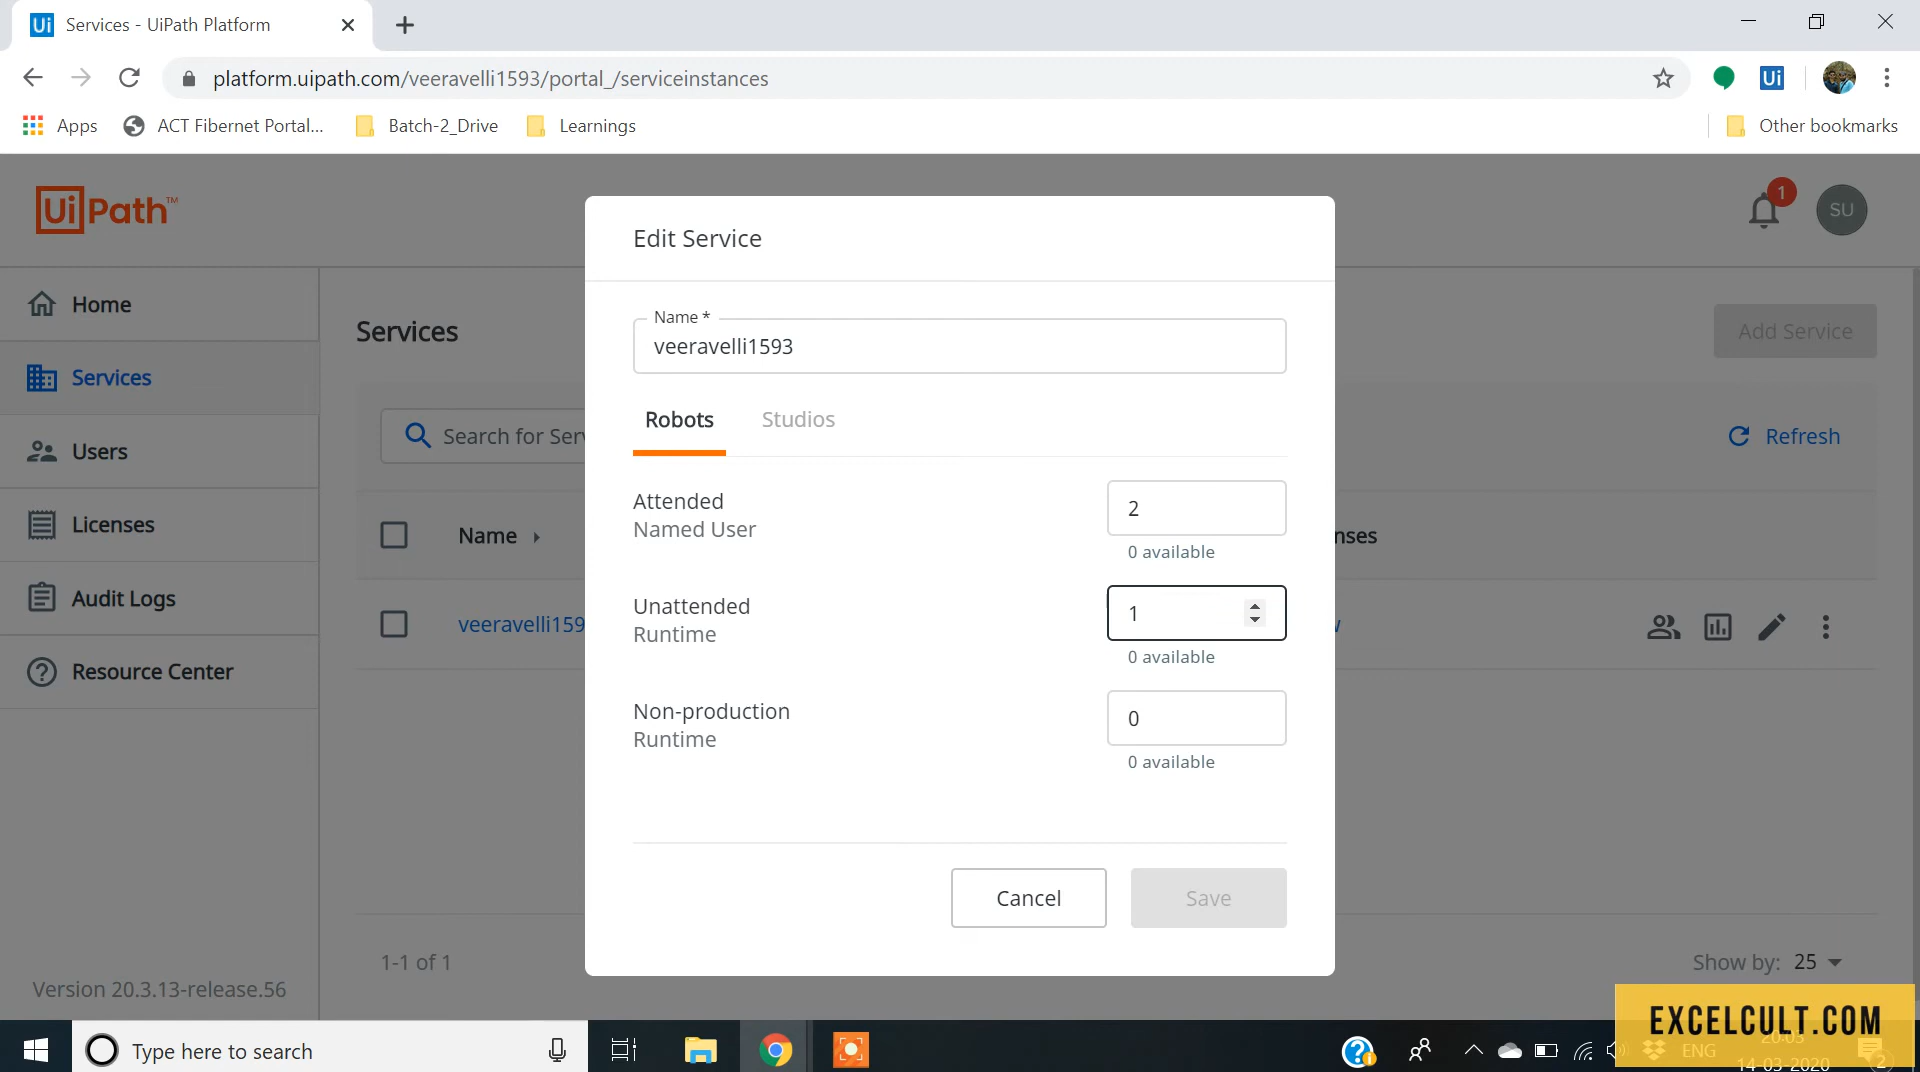 Ui Services - UiPath Platform
platform.uipath.com/veeravelli1593/portal_/serviceinstances
Ui
Apps ACT Fibernet Portal... Batch-2_Drive Learnings Other bookmarks
UiPath™
1
SU
Edit Service
Home
Services
Users
Licenses
Audit Logs
Resource Center
Version 20.3.13-release.56
Services
Add Service
Search for Ser
Refresh
Name
nses
veeravelli159
1-1 of 1
Show by: 25
Name *
veeravelli1593
Robots Studios
Attended
Named User
2
0 available
Unattended
Runtime
1
0 available
Non-production
Runtime
0
0 available
Cancel Save
EXCELCULT.COM
Type here to search
ENG
20:05
14-03-2020
2